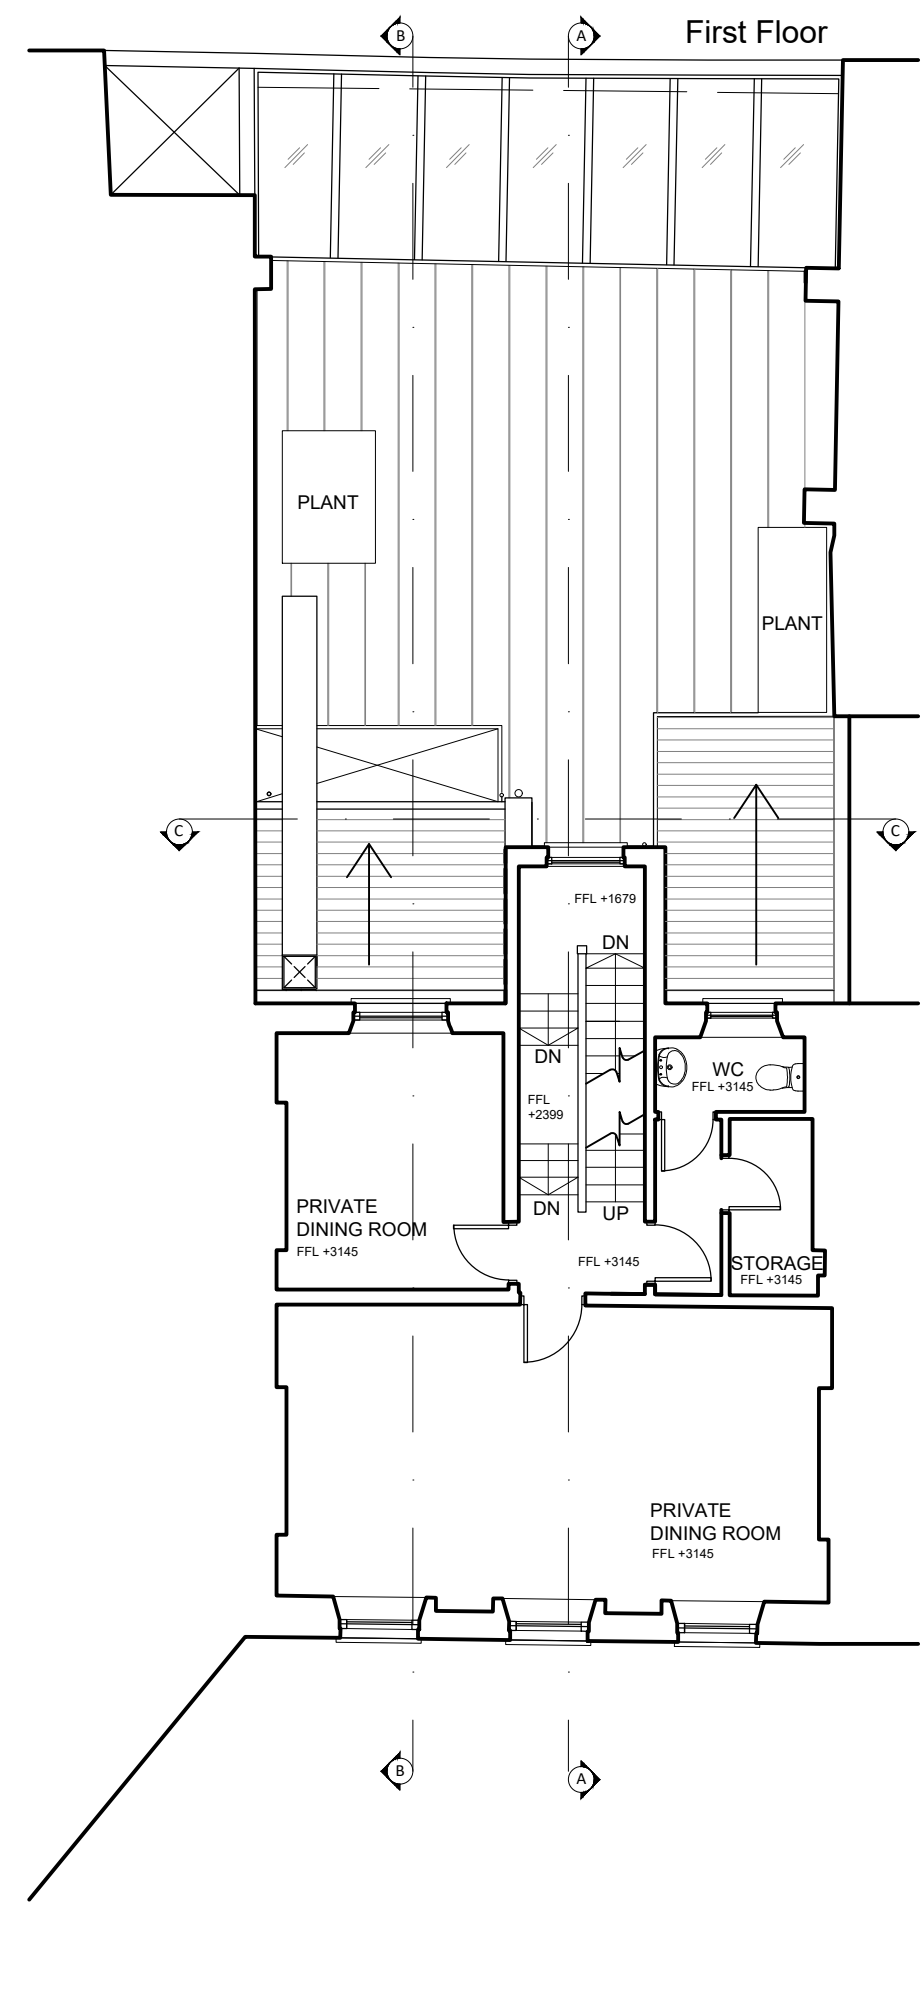 First Floor
B
A
PLANT
PLANT
C
C
FFL +1679
DN
DN
FFL
+2399
WC
FFL +3145
PRIVATE
DINING ROOM
FFL +3145
DN
UP
FFL +3145
STORAGE
FFL +3145
PRIVATE
DINING ROOM
FFL +3145
B
A